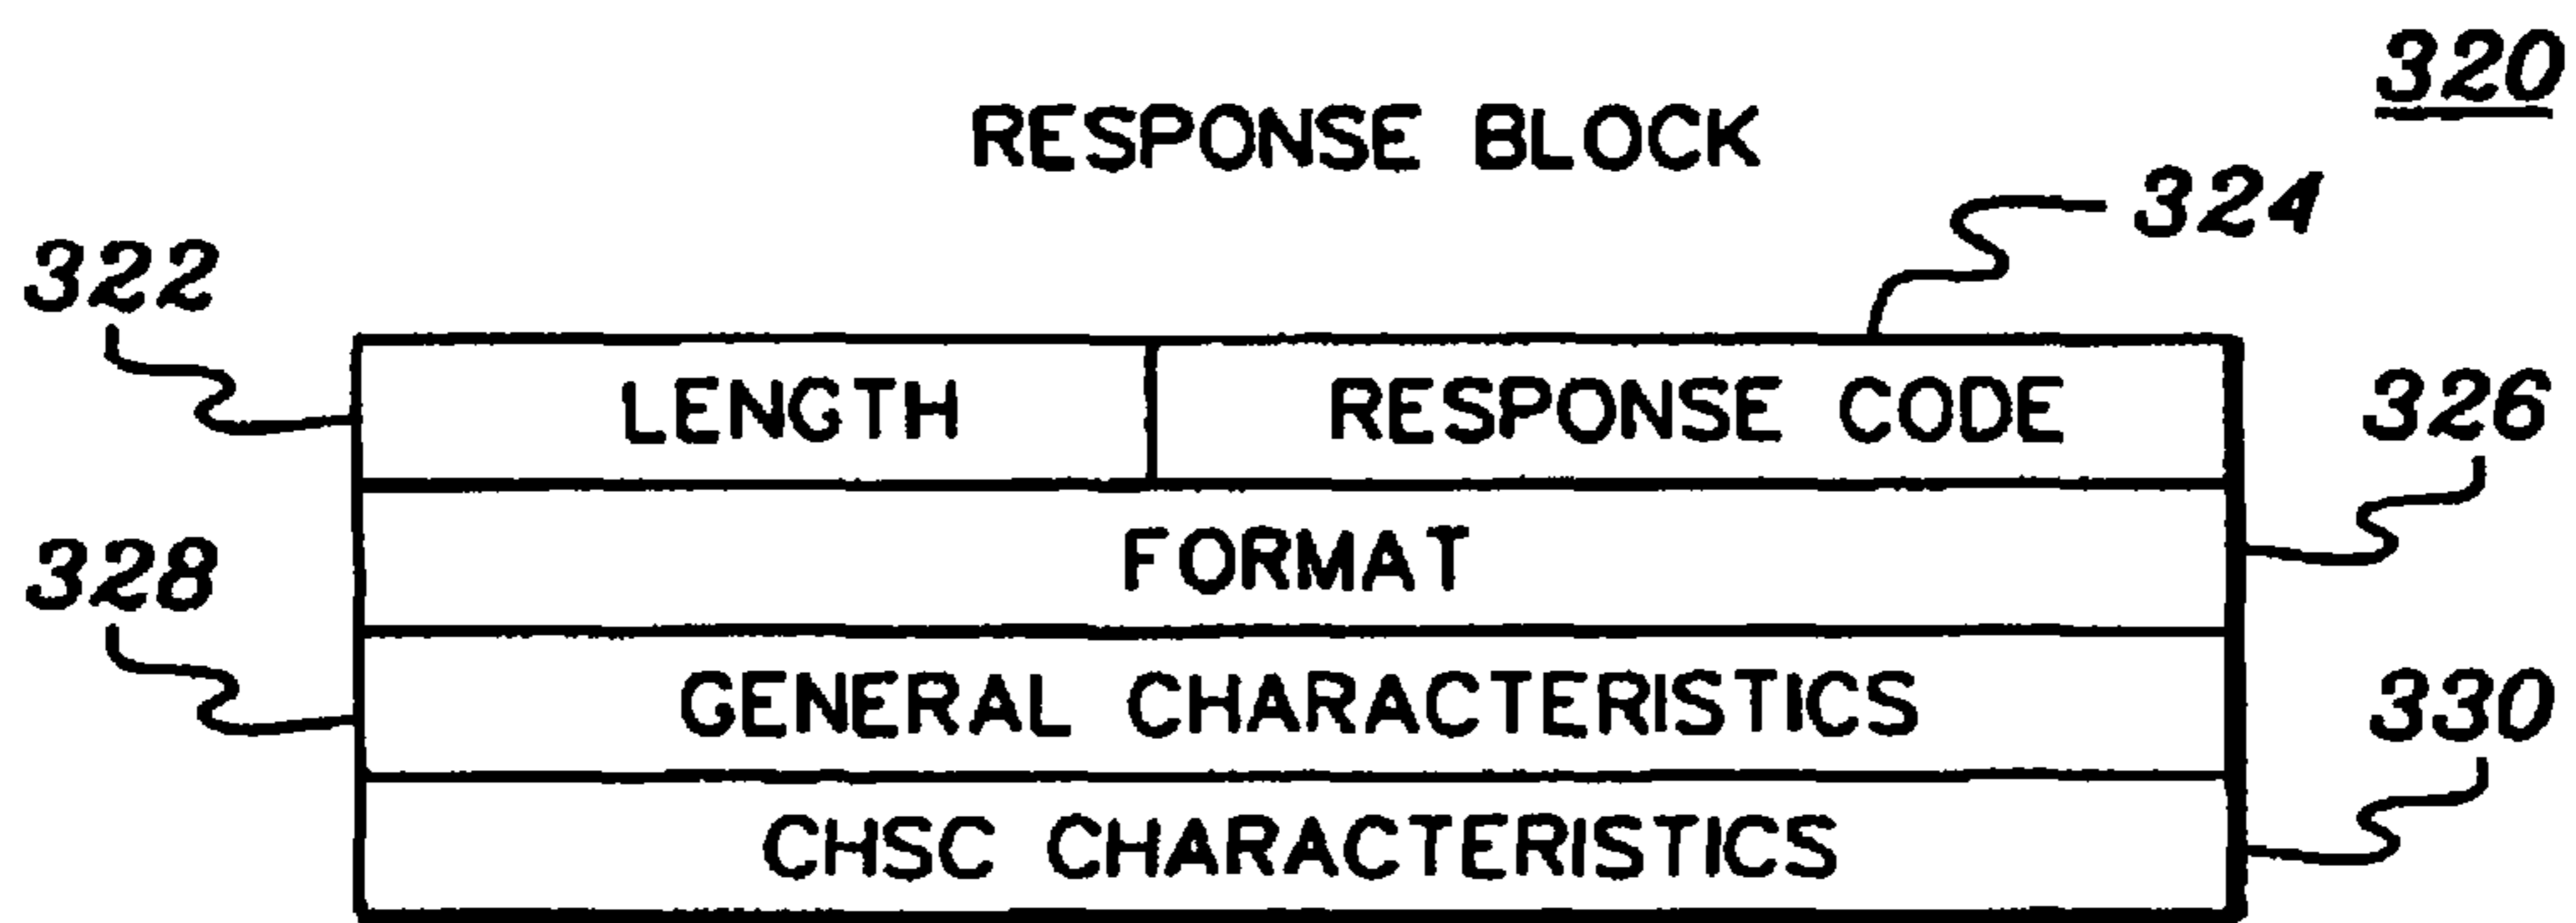 320
RESPONSE BLOCK
324
322
LENGTH RESPONSE CODE
326
FORMAT
328
GENERAL CHARACTERISTICS
330
CHSC CHARACTERISTICS